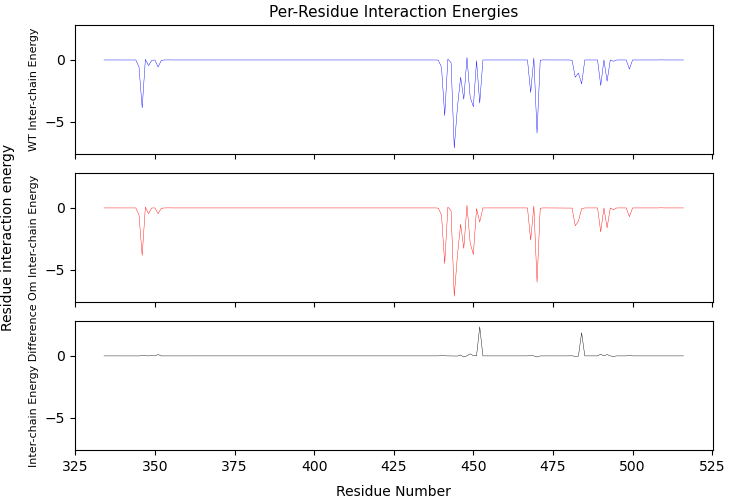 Per-Residue Interaction Energies
Residue interaction energy
WT Inter-chain Energy
0
−5
Om Inter-chain Energy
0
−5
Inter-chain Energy Difference
0
−5
325
350
375
400
425
450
475
500
525
Residue Number